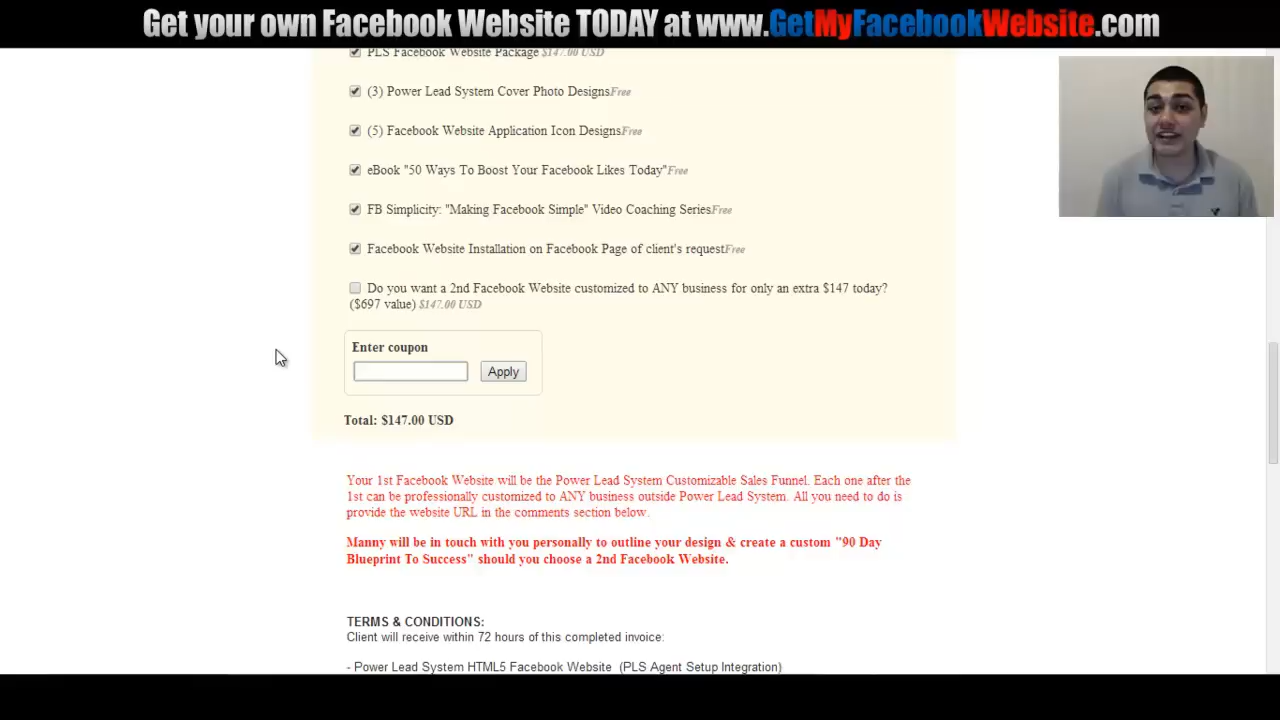 Get your own Facebook Website TODAY at www.GetMyFacebookWebsite.com
PLS Facebook Website Package $147.00 USD
(3) Power Lead System Cover Photo DesignsFree
(5) Facebook Website Application Icon DesignsFree
eBook "50 Ways To Boost Your Facebook Likes Today"Free
FB Simplicity: "Making Facebook Simple" Video Coaching SeriesFree
Facebook Website Installation on Facebook Page of client's requestFree
Do you want a 2nd Facebook Website customized to ANY business for only an extra $147 today?
($697 value) $147.00 USD
Enter coupon
Apply
Total: $147.00 USD
Your 1st Facebook Website will be the Power Lead System Customizable Sales Funnel. Each one after the
1st can be professionally customized to ANY business outside Power Lead System. All you need to do is
provide the website URL in the comments section below.
Manny will be in touch with you personally to outline your design & create a custom "90 Day
Blueprint To Success" should you choose a 2nd Facebook Website.
TERMS & CONDITIONS:
Client will receive within 72 hours of this completed invoice:
- Power Lead System HTML5 Facebook Website (PLS Agent Setup Integration)